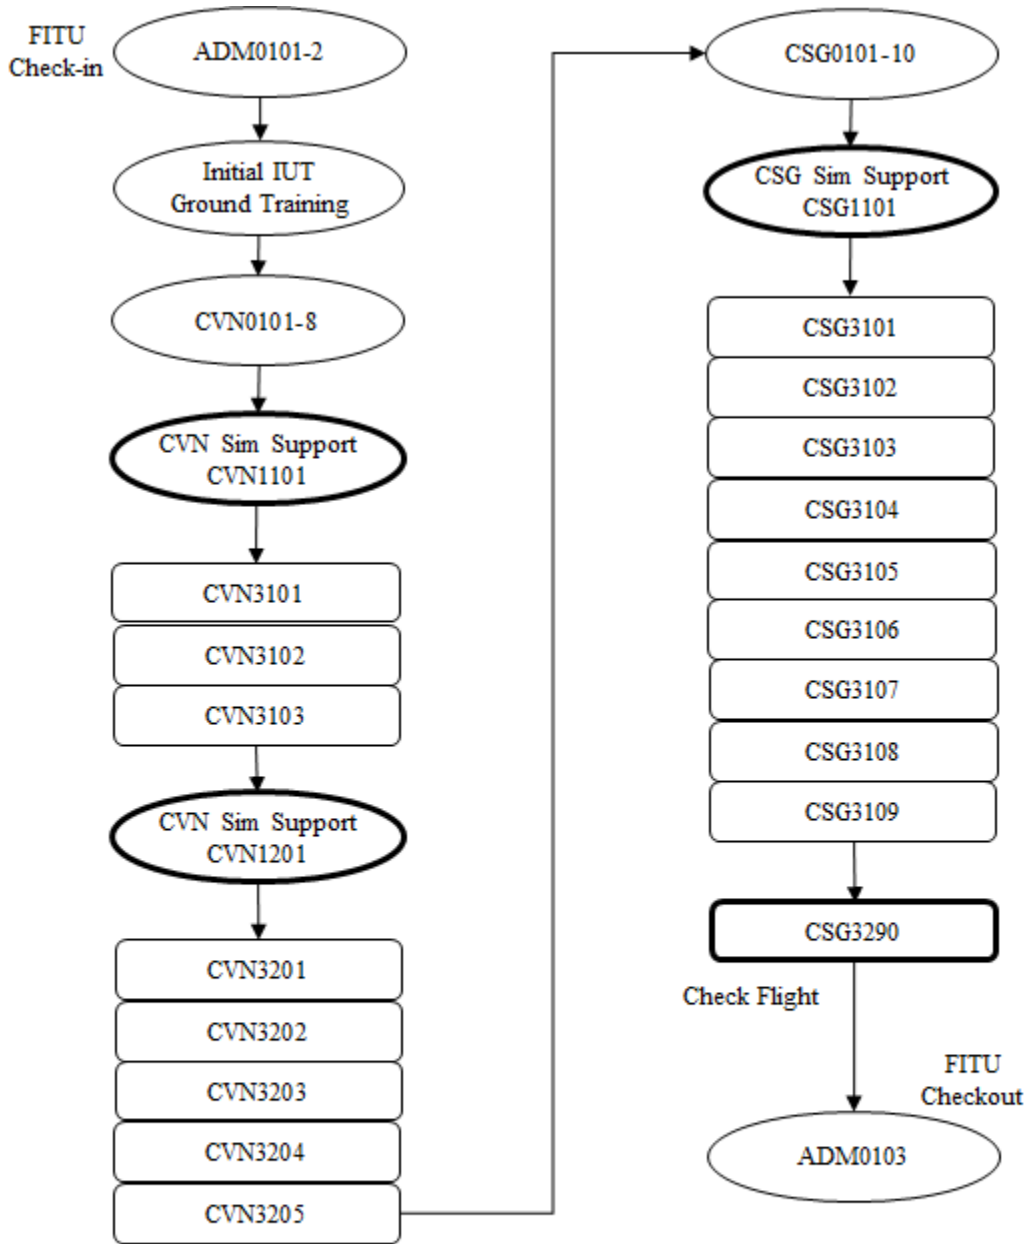 FITU
Check-in
ADM0101-2
Initial IUT
Ground Training
CVN0101-8
CVN Sim Support
CVN1101
CVN3101
CVN3102
CVN3103
CVN Sim Support
CVN1201
CVN3201
CVN3202
CVN3203
CVN3204
CVN3205
CSG0101-10
CSG Sim Support
CSG1101
CSG3101
CSG3102
CSG3103
CSG3104
CSG3105
CSG3106
CSG3107
CSG3108
CSG3109
CSG3290
Check Flight
FITU
Checkout
ADM0103